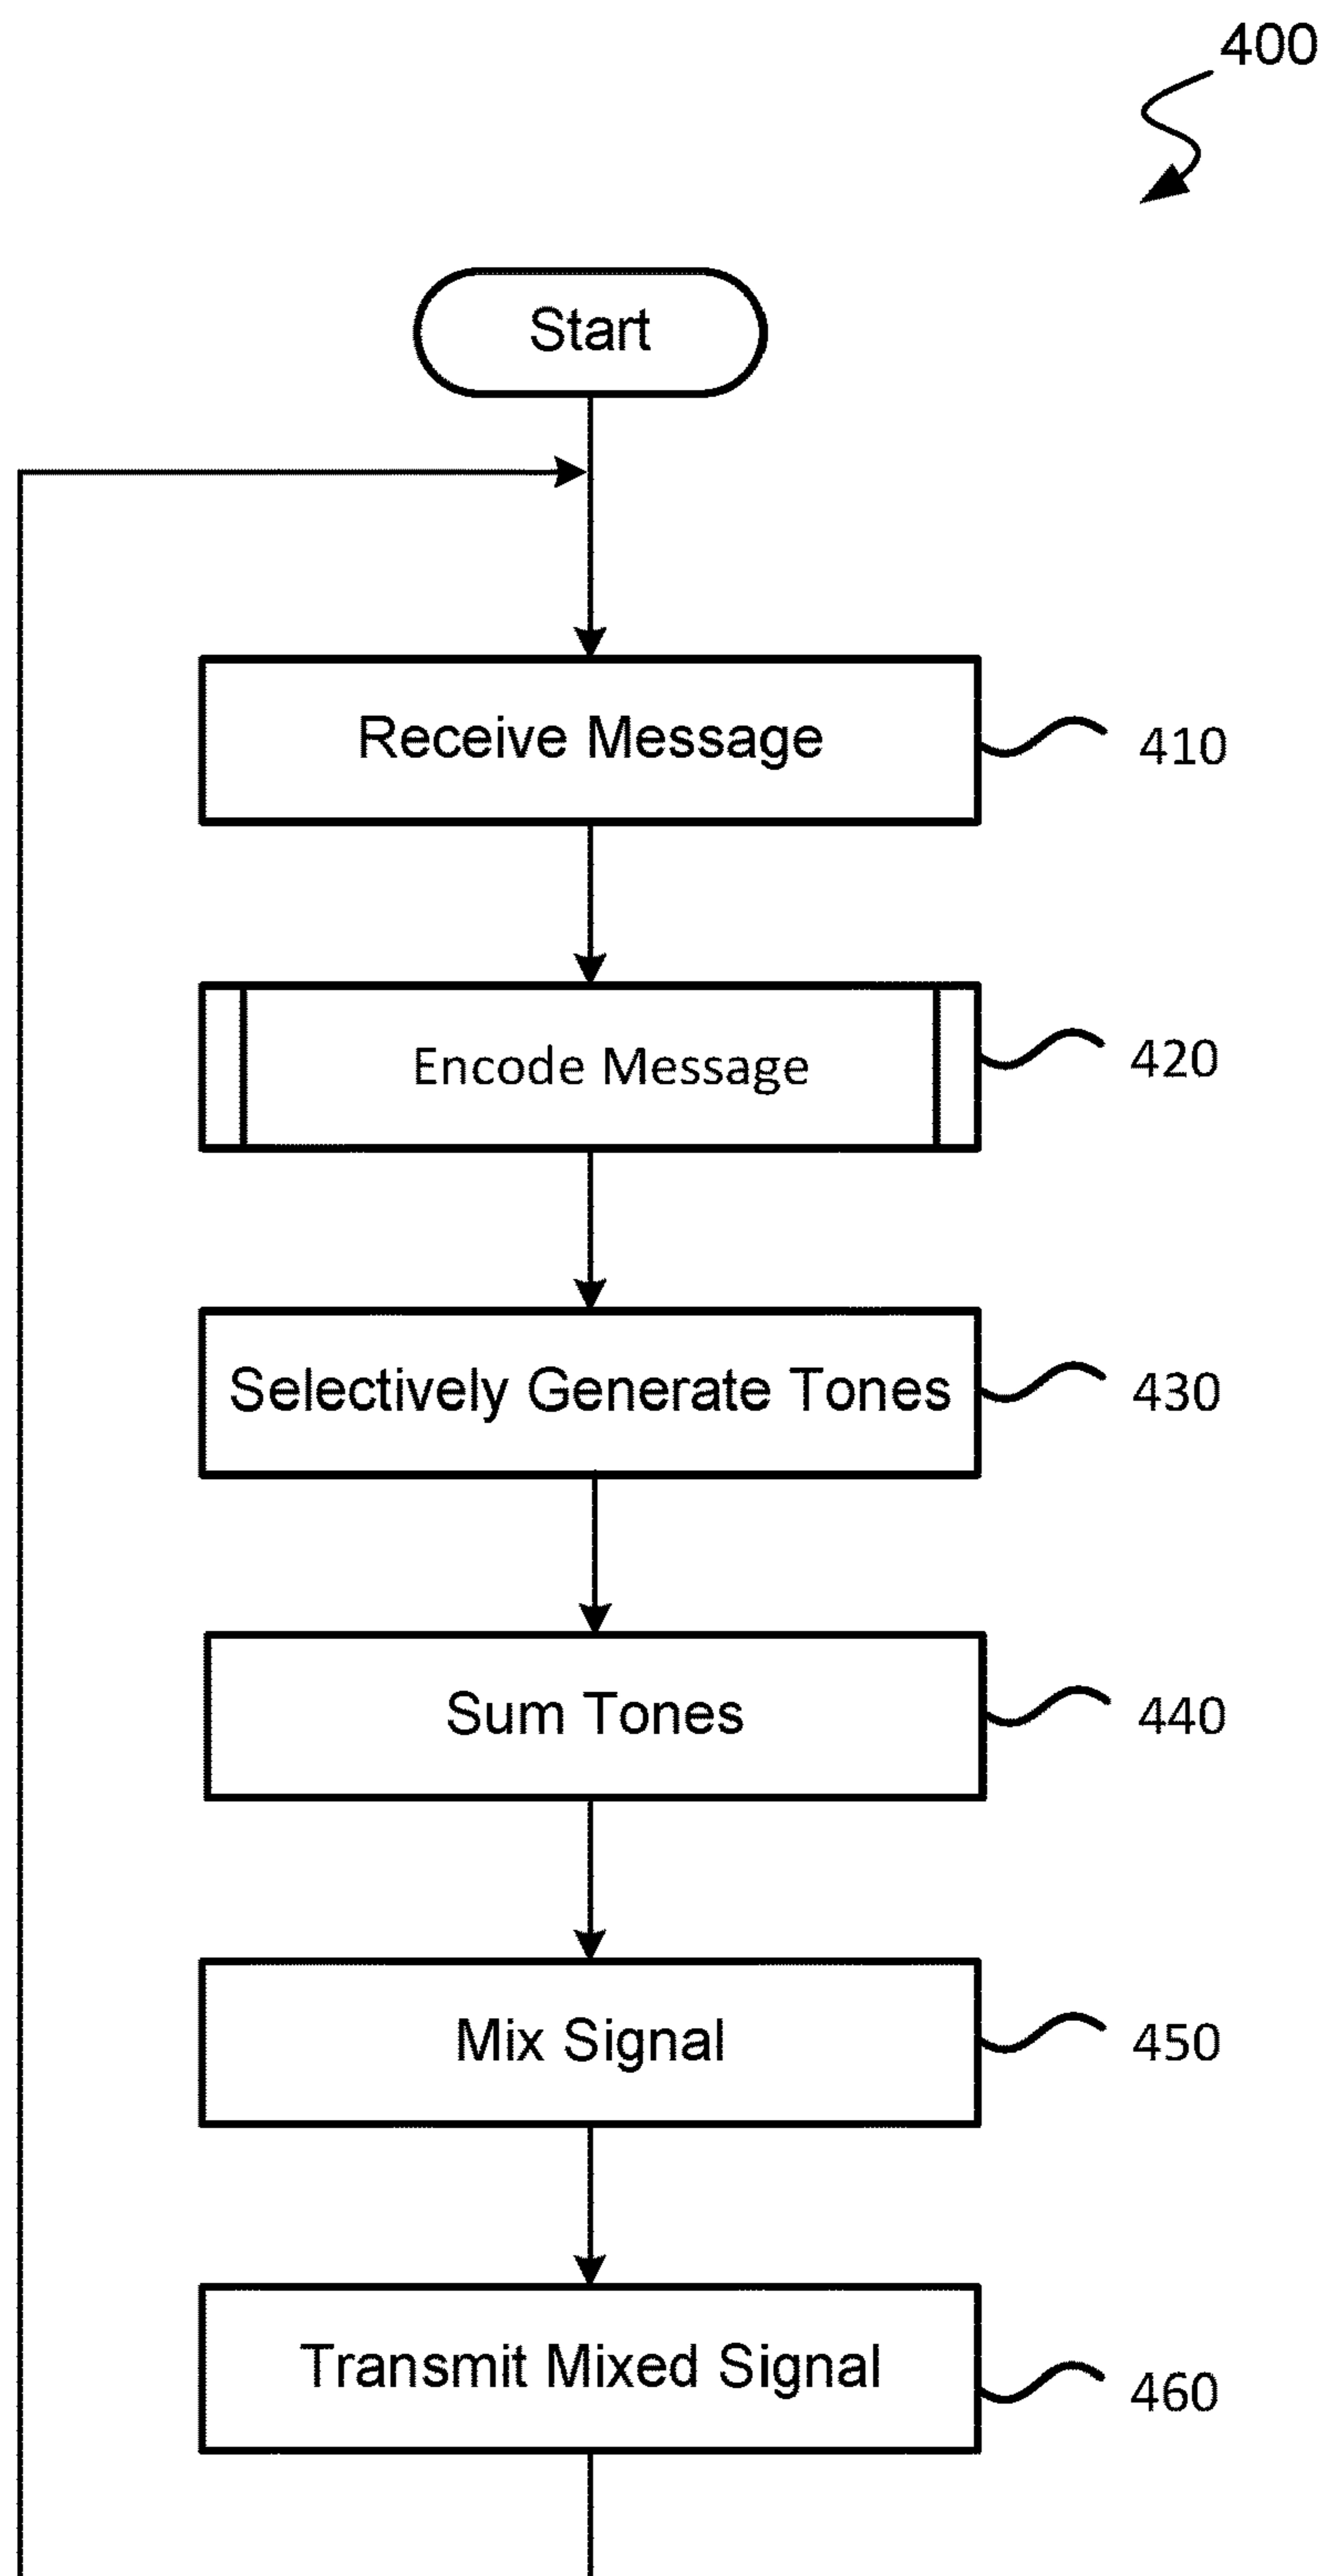 400
Start
Receive Message
410
Encode Message
420
Selectively Generate Tones
430
Sum Tones
440
Mix Signal
450
Transmit Mixed Signal
460